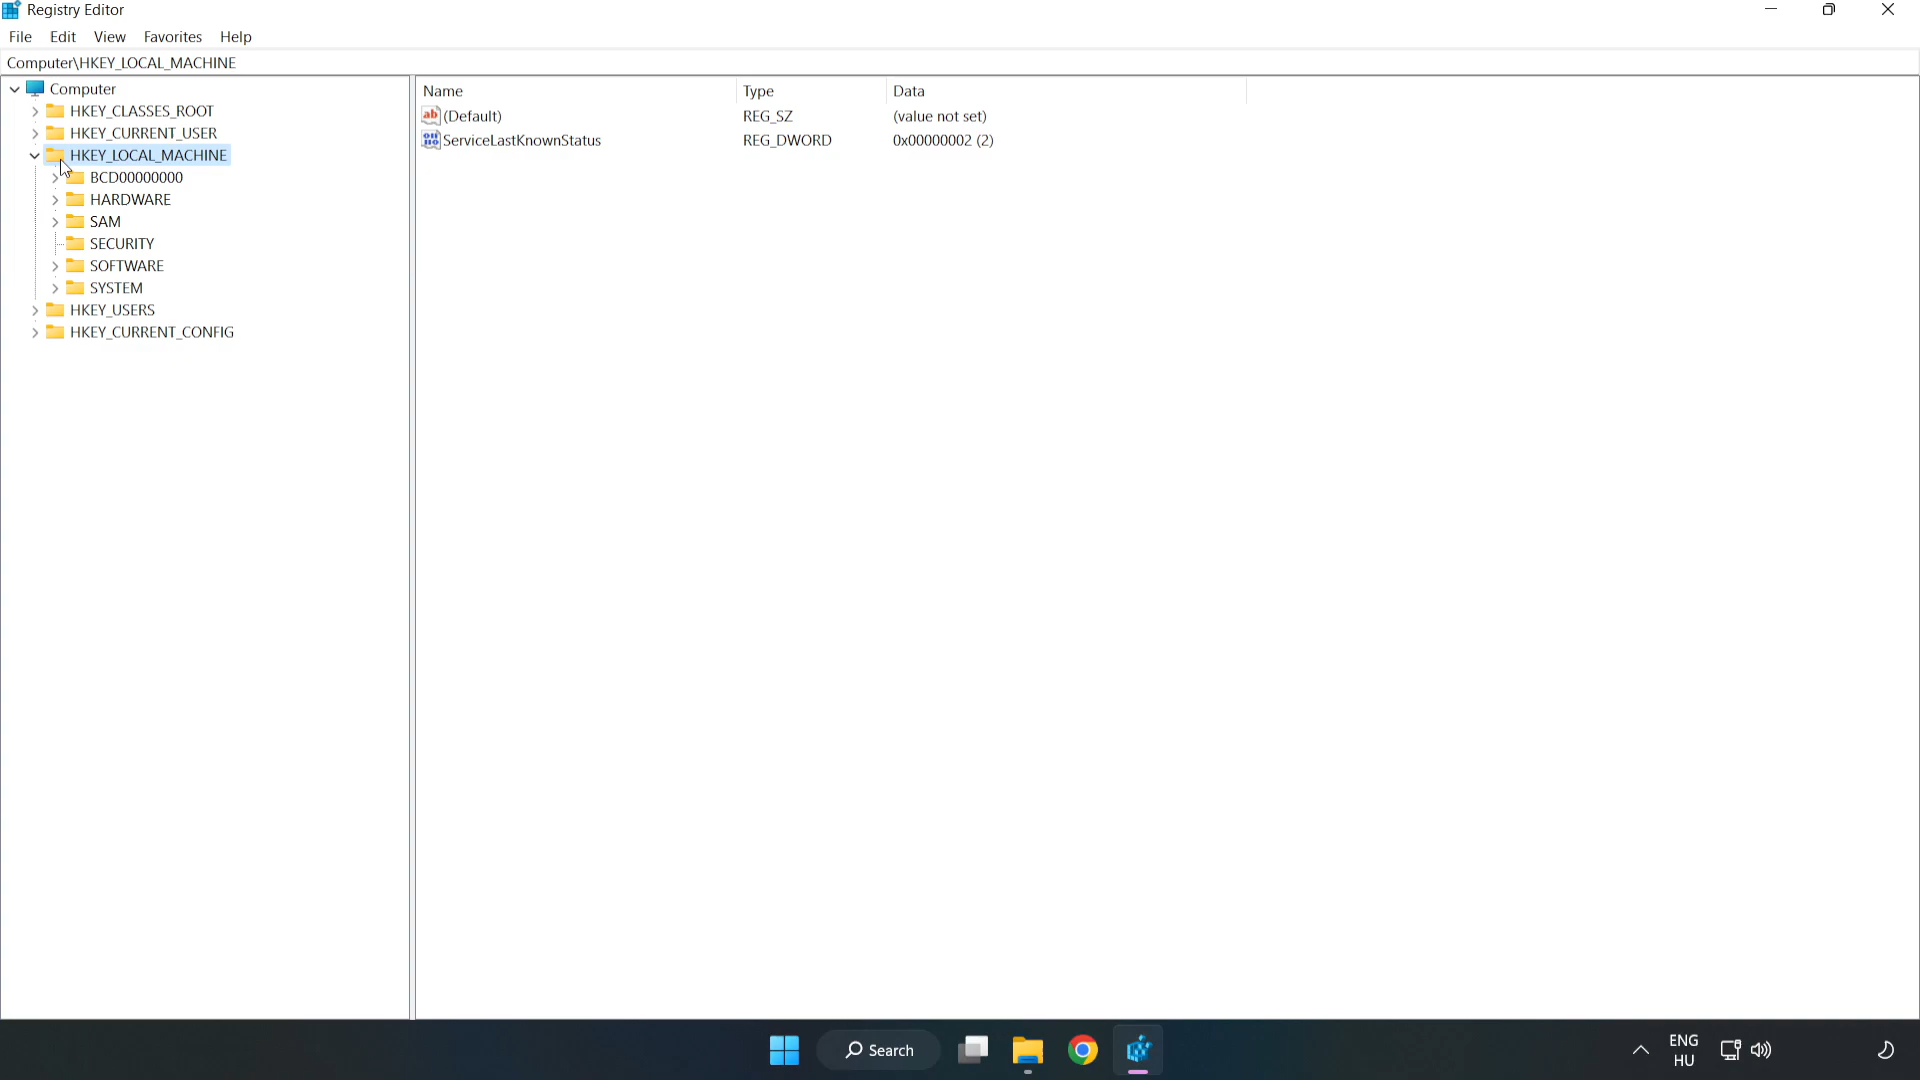 Registry Editor
File Edit View Favorites Help
Computer\HKEY_LOCAL_MACHINE
Computer
HKEY_CLASSES_ROOT
HKEY_CURRENT_USER
HKEY_LOCAL_MACHINE
BCD00000000
HARDWARE
SAM
SECURITY
SOFTWARE
SYSTEM
HKEY_USERS
HKEY_CURRENT_CONFIG
Name Type Data
(Default) REG_SZ (value not set)
ServiceLastKnownStatus REG_DWORD 0x00000002 (2)
Search
ENG
HU